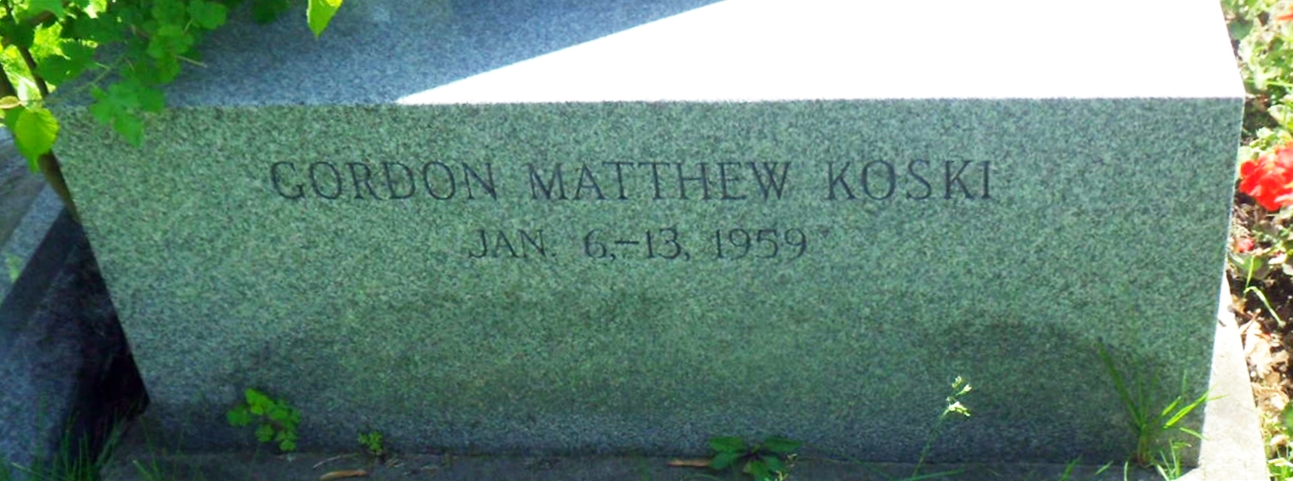 GORDON MATTHEW KOSKI
JAN. 6,-13, 1959